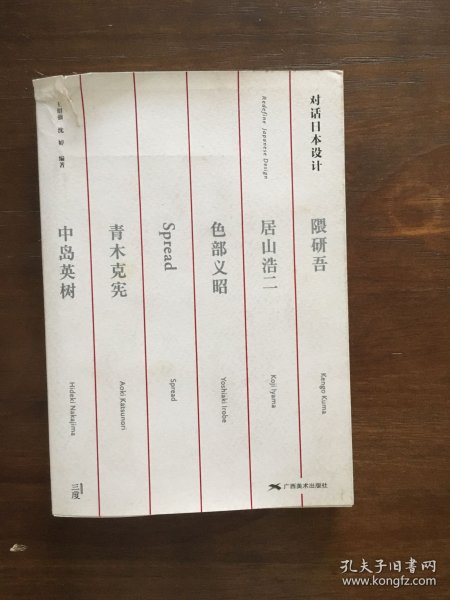 对话日本设计
Redefine Japanese Design
隈研吾
Kengo Kuma
居山浩二
Koji Iyama
色部义昭
Yoshiaki Irobe
Spread
Spread
青木克宪
Aoki Katsunori
中岛英树
Hideki Nakajima
王绍强 沈婷 编著
三度
广西美术出版社
孔夫子旧书网
www.kongfz.com